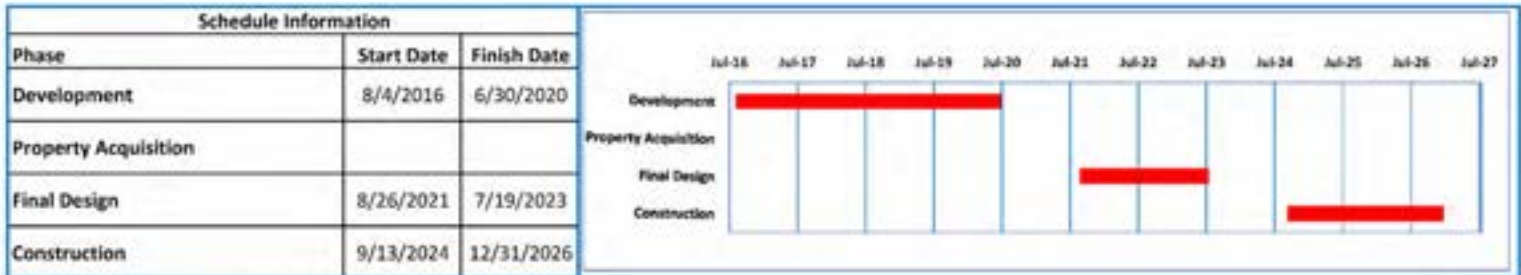 Schedule Information
Phase Start Date Finish Date
Development 8/4/2016 6/30/2020
Property Acquisition
Final Design 8/26/2021 7/19/2023
Construction 9/13/2024 12/31/2026
Jul-16 Jul-17 Jul-18 Jul-19 Jul-20 Jul-21 Jul-22 Jul-23 Jul-24 Jul-25 Jul-26 Jul-27
Development
Property Acquisition
Final Design
Construction